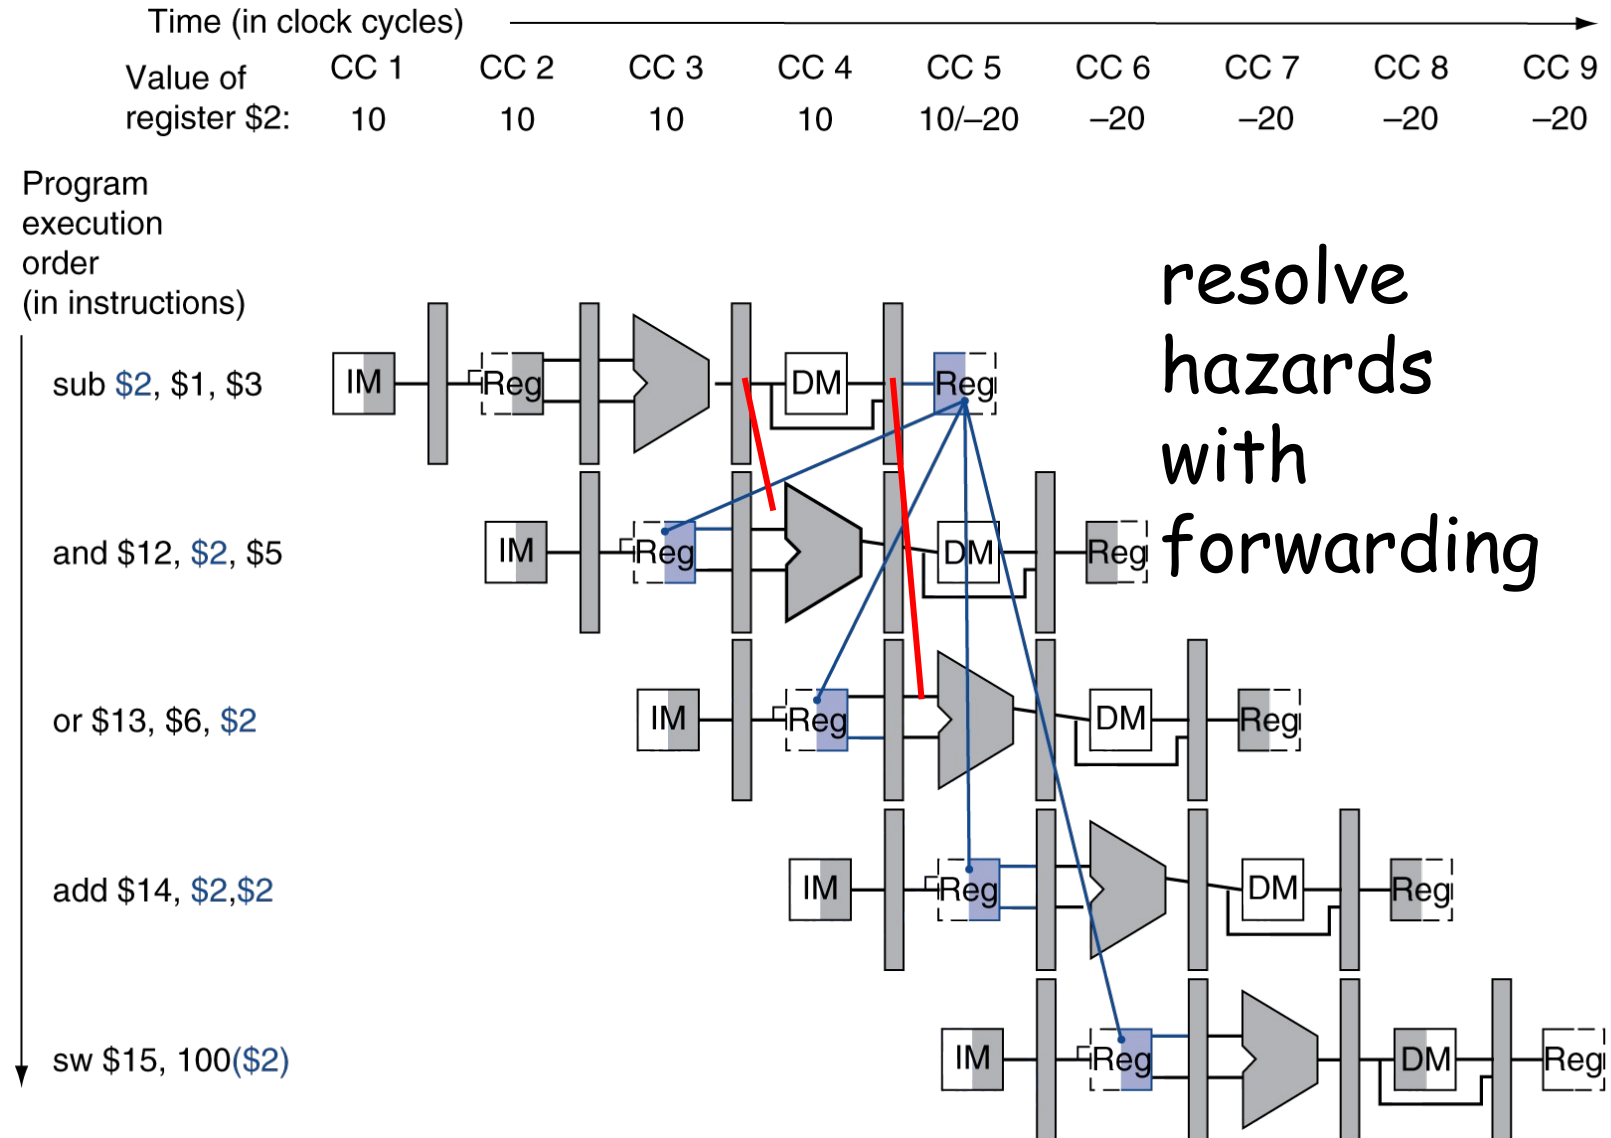 Time (in clock cycles)
Value of register $2:
CC 1 CC 2 CC 3 CC 4 CC 5 CC 6 CC 7 CC 8 CC 9
10 10 10 10 10/–20 –20 –20 –20 –20
Program
execution
order
(in instructions)
resolve
hazards
with
forwarding
sub $2, $1, $3
IM Reg DM Reg
and $12, $2, $5
IM Reg DM Reg
or $13, $6, $2
IM Reg DM Reg
add $14, $2,$2
IM Reg DM Reg
sw $15, 100($2)
IM Reg DM Reg